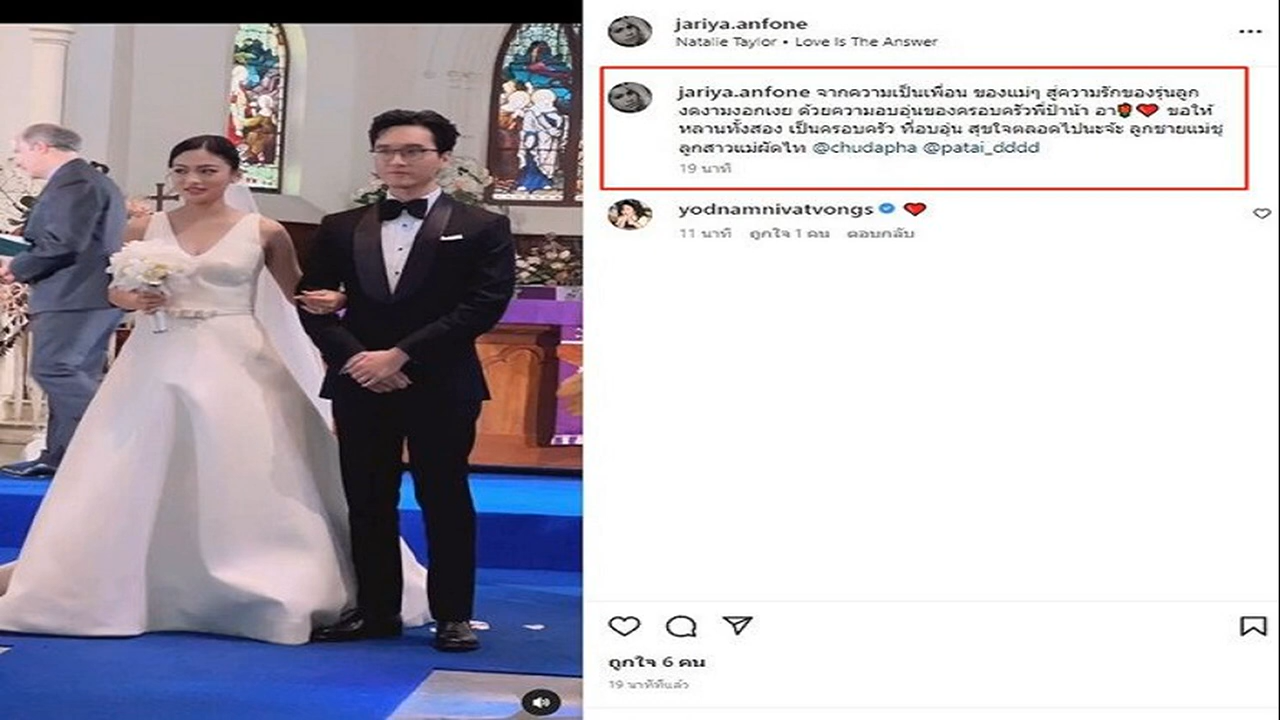 jariya.anfone
Natalie Taylor • Love Is The Answer
jariya.anfone จากความเป็นเพื่อน ของแม่ๆ สู่ความรักของรุ่นลูก
งดงามงอกเงย ด้วยความอบอุ่นของครอบครัวพี่ป้าน้า อา🌹❤️ ขอให้
หลานทั้งสอง เป็นครอบครัว ที่อบอุ่น สุขใจตลอดไปนะจ๊ะ ลูกชายแม่ชุ
ลูกสาวแม่ผัดไท @chudapha @patai_dddd
19 นาที
yodnamnivatvongs ❤️
11 นาที ถูกใจ 1 คน ตอบกลับ
ถูกใจ 6 คน
19 นาทีที่แล้ว